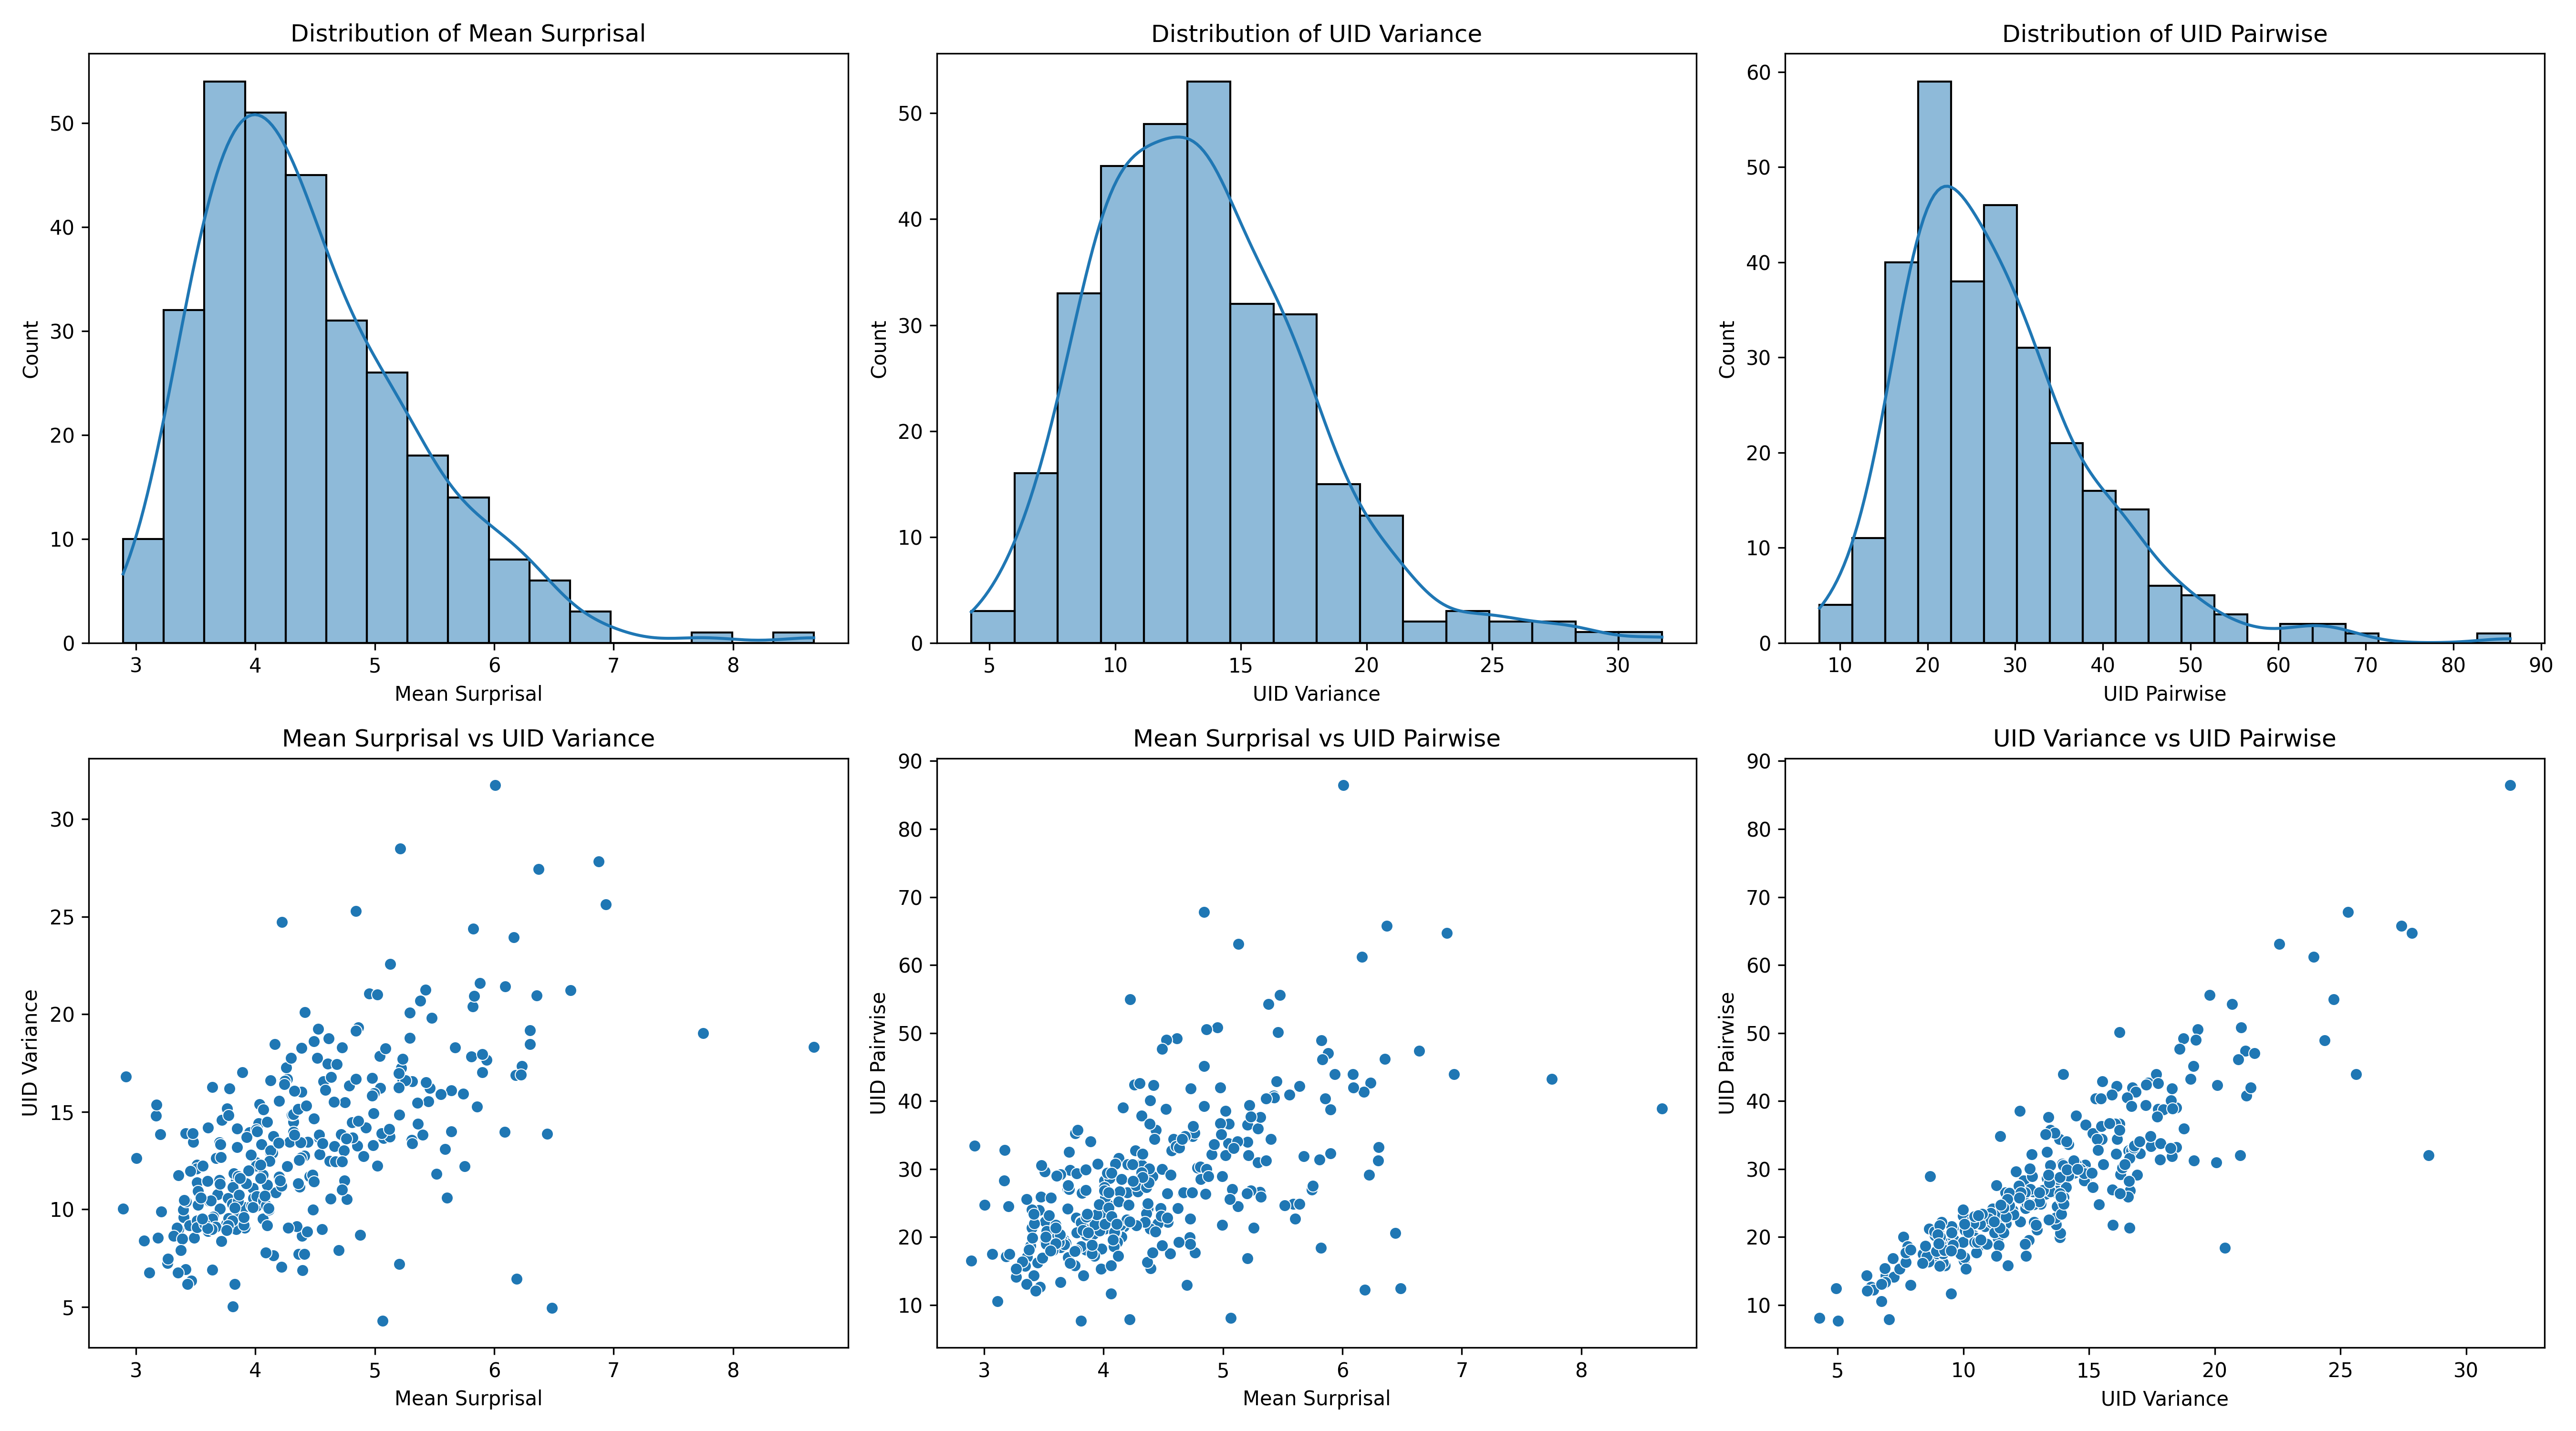 Distribution of Mean Surprisal
50
40
30
20
10
0
Count
3 4 5 6 7 8
Mean Surprisal
Distribution of UID Variance
50
40
30
20
10
0
Count
5 10 15 20 25 30
UID Variance
Distribution of UID Pairwise
60
50
40
30
20
10
0
Count
10 20 30 40 50 60 70 80 90
UID Pairwise
Mean Surprisal vs UID Variance
30
25
20
15
10
5
UID Variance
3 4 5 6 7 8
Mean Surprisal
Mean Surprisal vs UID Pairwise
90
80
70
60
50
40
30
20
10
UID Pairwise
3 4 5 6 7 8
Mean Surprisal
UID Variance vs UID Pairwise
90
80
70
60
50
40
30
20
10
UID Pairwise
5 10 15 20 25 30
UID Variance